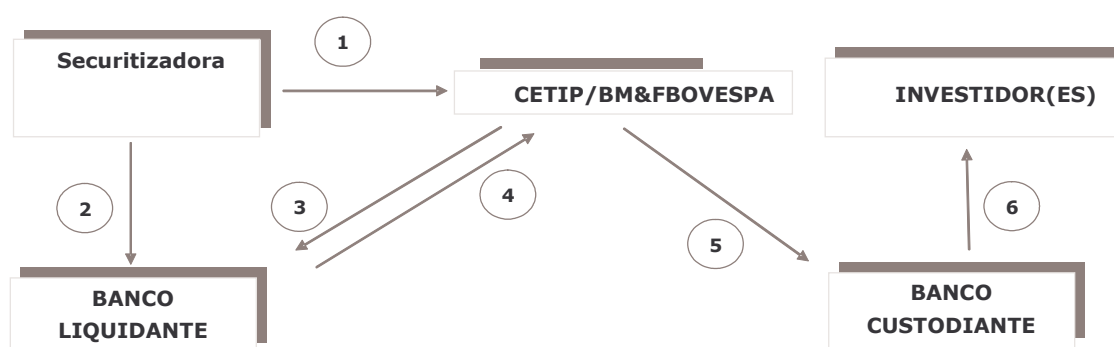 Securitizadora
1
CETIP/BM&FBOVESPA
INVESTIDOR(ES)
2
3
4
5
6
BANCO
LIQUIDANTE
BANCO
CUSTODIANTE